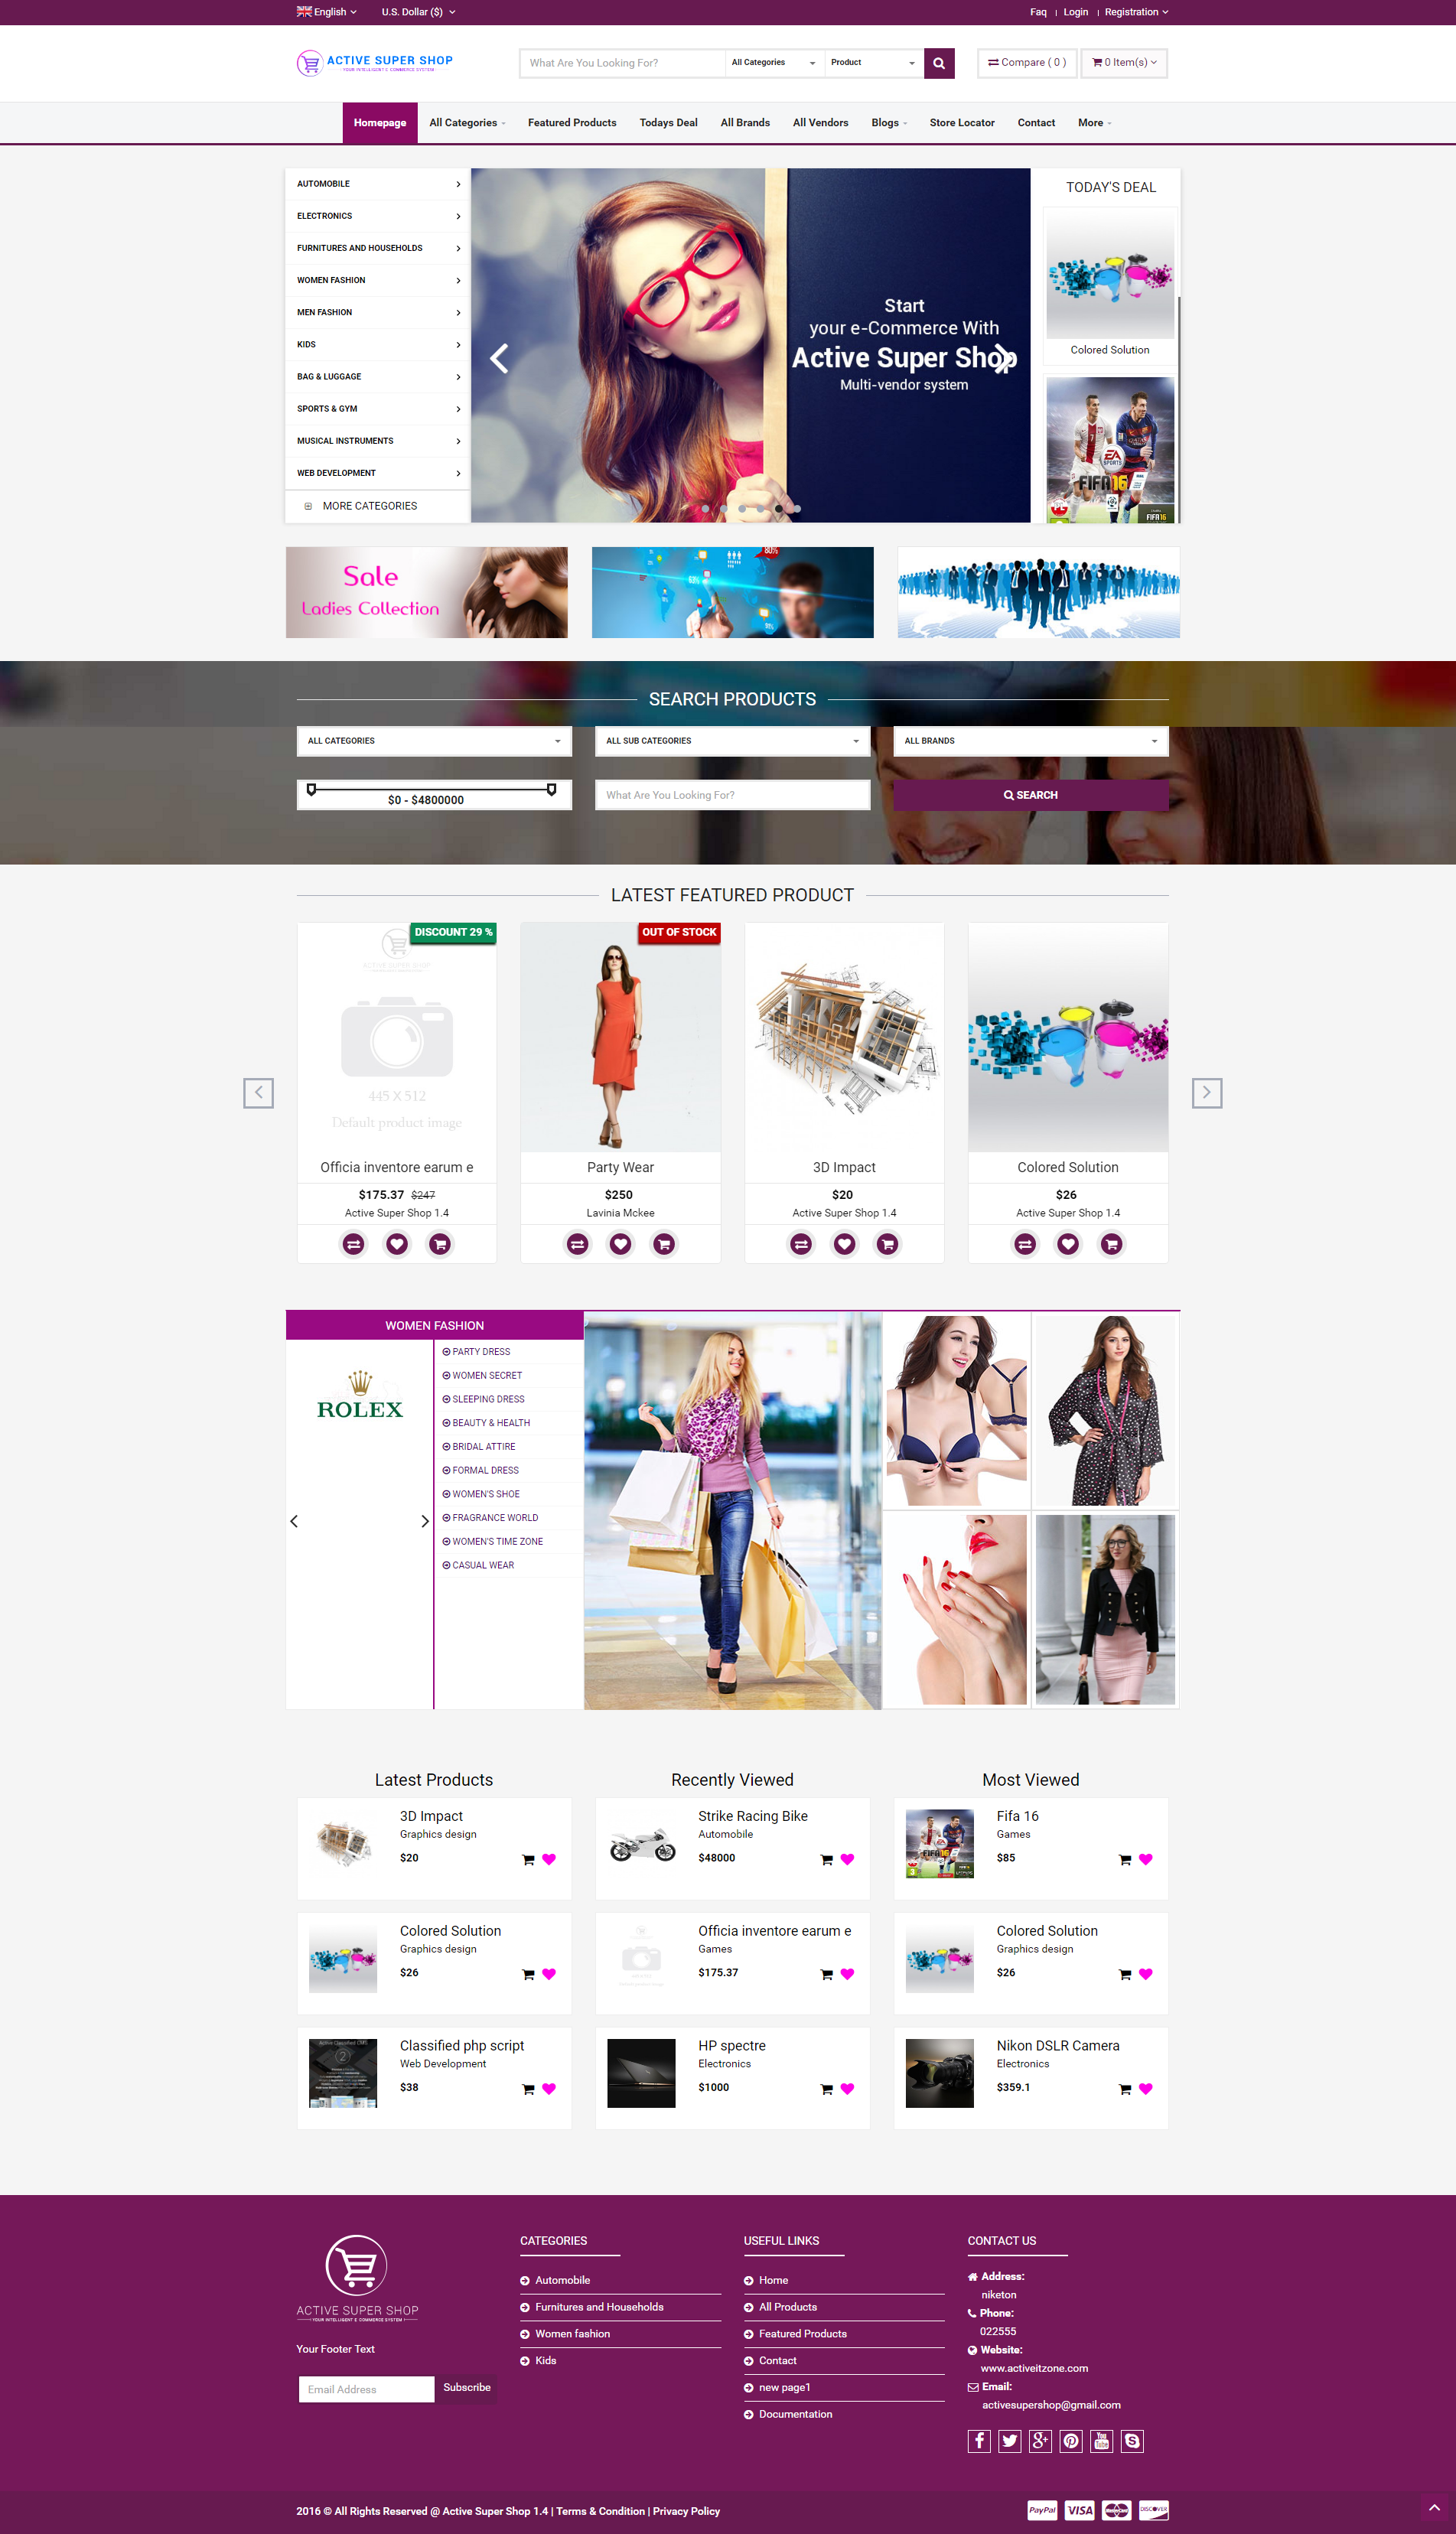 English
U.S. Dollar ($)
Faq
Login
Registration
ACTIVE SUPER SHOP
YOUR INTELLIGENT E COMMERCE SYSTEM
What Are You Looking For?
All Categories
Product
Compare ( 0 )
0 Item(s)
Homepage
All Categories
Featured Products
Todays Deal
All Brands
All Vendors
Blogs
Store Locator
Contact
More
AUTOMOBILE
ELECTRONICS
FURNITURES AND HOUSEHOLDS
WOMEN FASHION
MEN FASHION
KIDS
BAG & LUGGAGE
SPORTS & GYM
MUSICAL INSTRUMENTS
WEB DEVELOPMENT
MORE CATEGORIES
Start
your e-Commerce With
Active Super Shop
Multi-vendor system
TODAY'S DEAL
Colored Solution
EA
SPORTS
FIFA 16
FIFA 16
Sale
Ladies Collection
80%
SEARCH PRODUCTS
ALL CATEGORIES
ALL SUB CATEGORIES
ALL BRANDS
$0 - $4800000
What Are You Looking For?
SEARCH
LATEST FEATURED PRODUCT
DISCOUNT 29 %
ACTIVE SUPER SHOP
445 X 512
Default product image
Officia inventore earum e
$175.37 $247
Active Super Shop 1.4
OUT OF STOCK
Party Wear
$250
Lavinia Mckee
3D Impact
$20
Active Super Shop 1.4
Colored Solution
$26
Active Super Shop 1.4
WOMEN FASHION
ROLEX
PARTY DRESS
WOMEN SECRET
SLEEPING DRESS
BEAUTY & HEALTH
BRIDAL ATTIRE
FORMAL DRESS
WOMEN'S SHOE
FRAGRANCE WORLD
WOMEN'S TIME ZONE
CASUAL WEAR
Latest Products
3D Impact
Graphics design
$20
Colored Solution
Graphics design
$26
Classified php script
Web Development
$38
Recently Viewed
Strike Racing Bike
Automobile
$48000
Officia inventore earum e
Games
$175.37
HP spectre
Electronics
$1000
Most Viewed
FIFA 16
Fifa 16
Games
$85
Colored Solution
Graphics design
$26
Nikon DSLR Camera
Electronics
$359.1
ACTIVE SUPER SHOP
YOUR INTELLIGENT E COMMERCE SYSTEM
Your Footer Text
Email Address
Subscribe
CATEGORIES
Automobile
Furnitures and Households
Women fashion
Kids
USEFUL LINKS
Home
All Products
Featured Products
Contact
new page1
Documentation
CONTACT US
Address:
niketon
Phone:
022555
Website:
www.activeitzone.com
Email:
activesupershop@gmail.com
2016 © All Rights Reserved @ Active Super Shop 1.4 | Terms & Condition | Privacy Policy
PayPal
VISA
MasterCard
DISCOVER